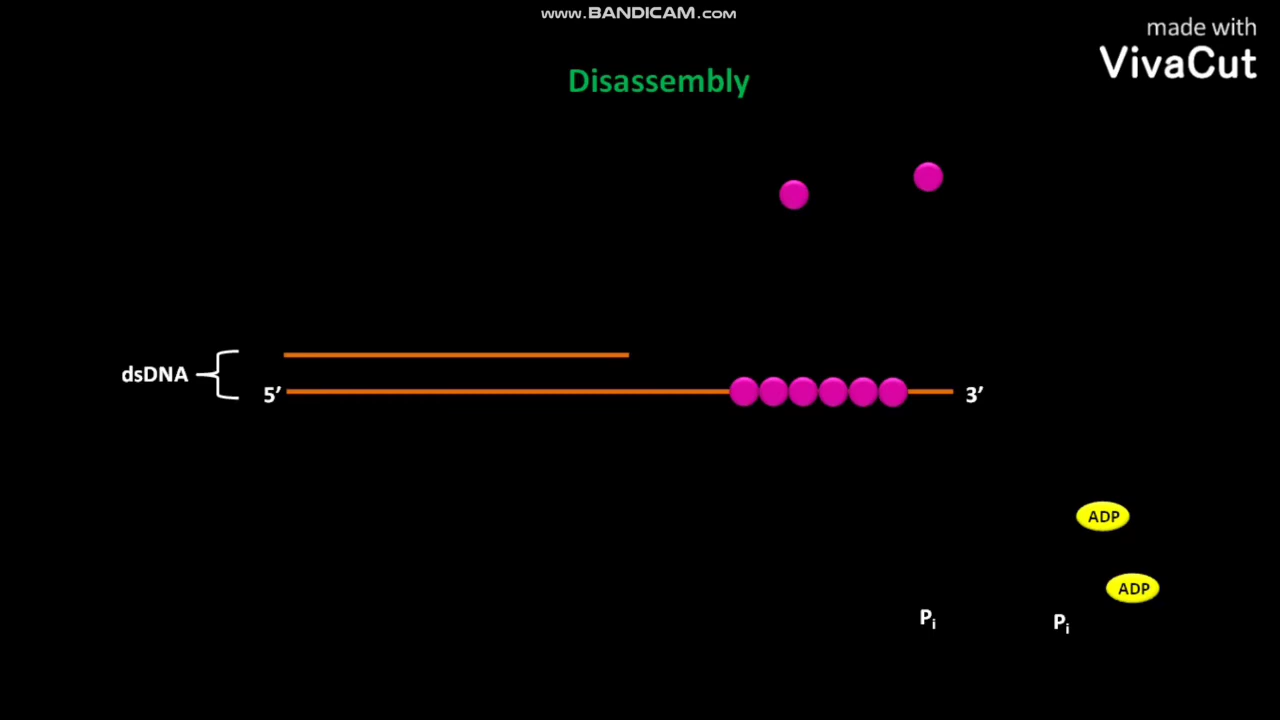 www.BANDICAM.com
made with
VivaCut
Disassembly
dsDNA
5’
3’
ADP
ADP
Pi
Pi